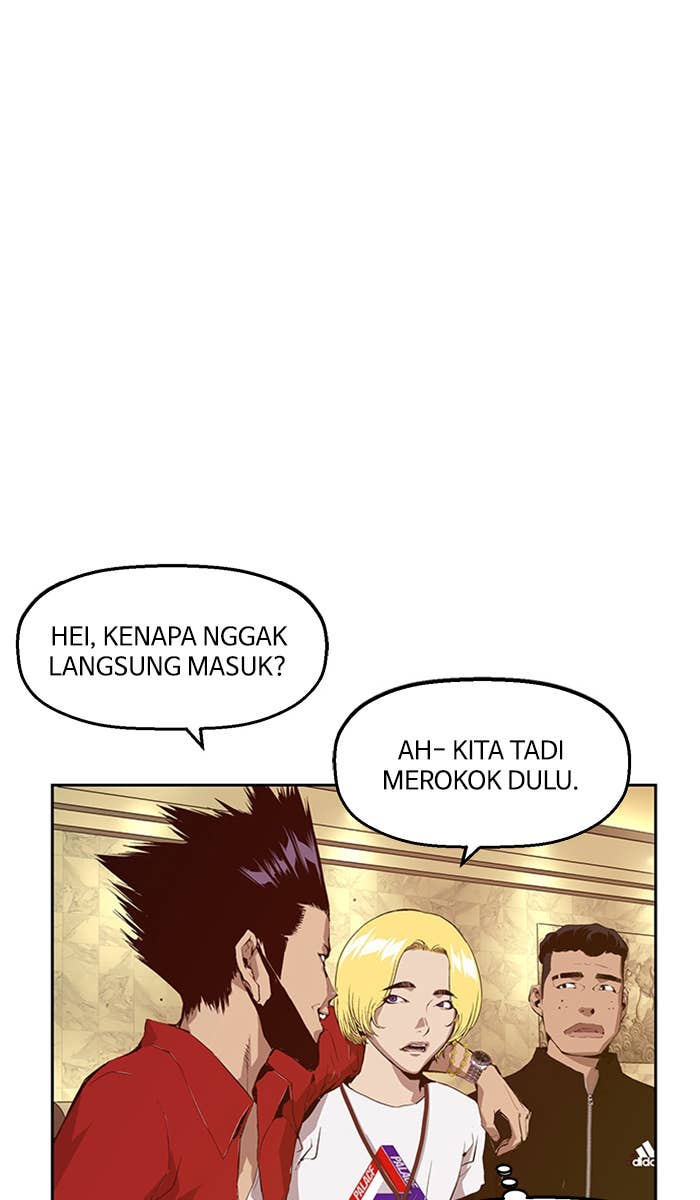 HEI, KENAPA NGGAK
LANGSUNG MASUK?
AH- KITA TADI
MEROKOK DULU.
PALACE
PALACE
adidas